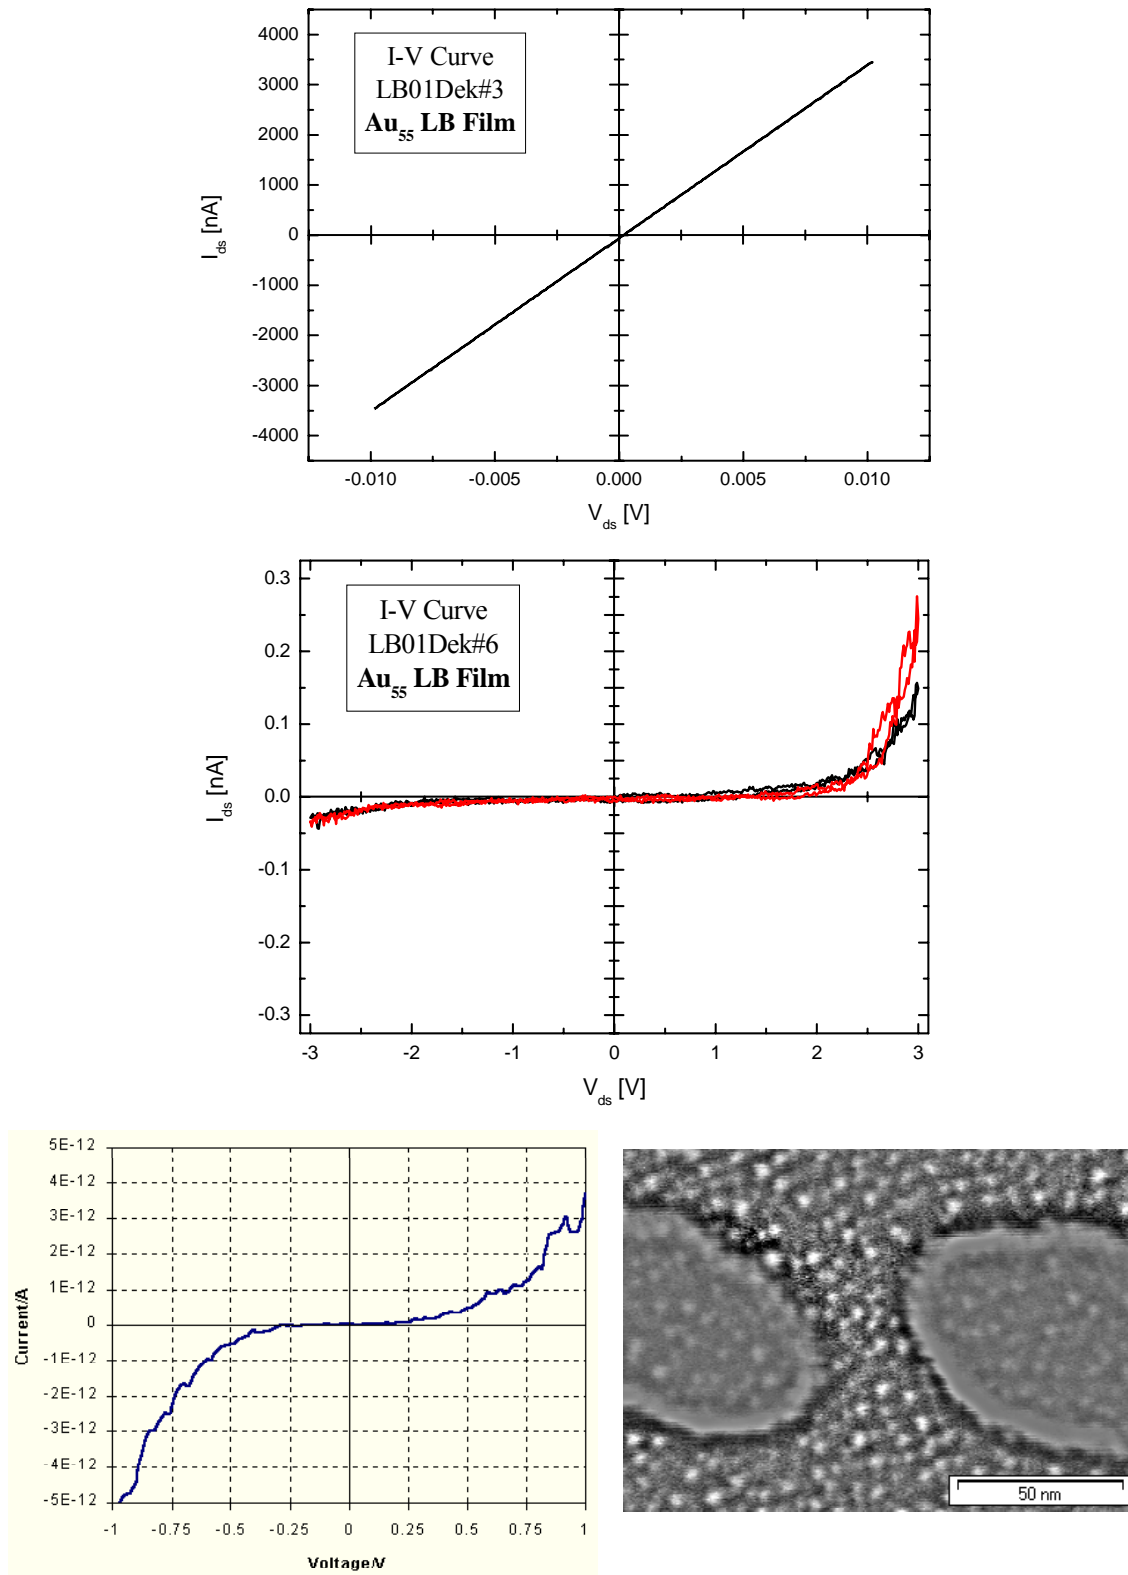 4000
3000
2000
1000
0
-1000
-2000
-3000
-4000
I-V Curve
LB01Dek#3
Au55 LB Film
Ids [nA]
-0.010 -0.005 0.000 0.005 0.010
Vds [V]
0.3
0.2
0.1
0.0
-0.1
-0.2
-0.3
I-V Curve
LB01Dek#6
Au55 LB Film
Ids [nA]
-3 -2 -1 0 1 2 3
Vds [V]
5E-12
4E-12
3E-12
2E-12
1E-12
0
-1E-12
-2E-12
-3E-12
-4E-12
-5E-12
Current/A
-1 -0.75 -0.5 -0.25 0 0.25 0.5 0.75 1
Voltage/V
50 nm